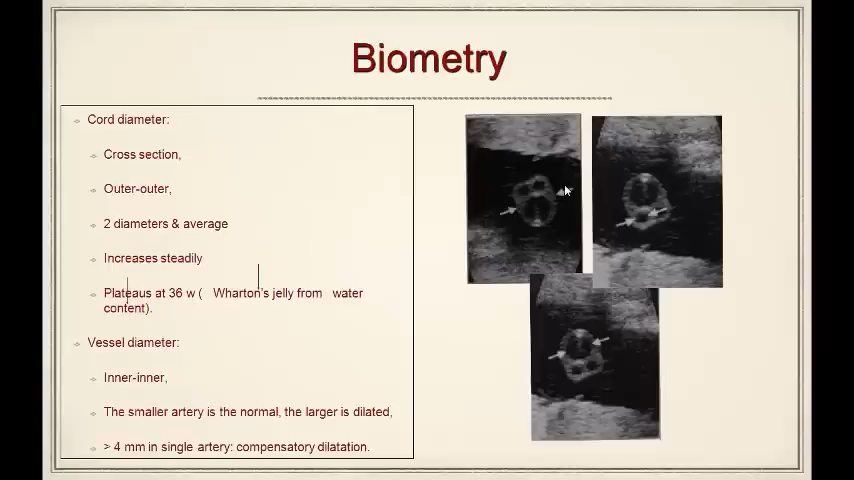 Biometry
Cord diameter:
Cross section,
Outer-outer,
2 diameters & average
Increases steadily
Plateaus at 36 w ( Wharton's jelly from water
content).
Vessel diameter:
Inner-inner,
The smaller artery is the normal, the larger is dilated,
> 4 mm in single artery: compensatory dilatation.